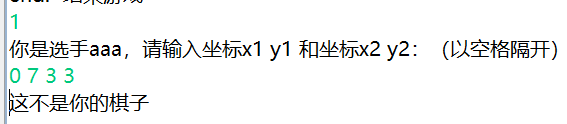 1
你是选手aaa，请输入坐标x1 y1 和坐标x2 y2：（以空格隔开）
0 7 3 3
这不是你的棋子